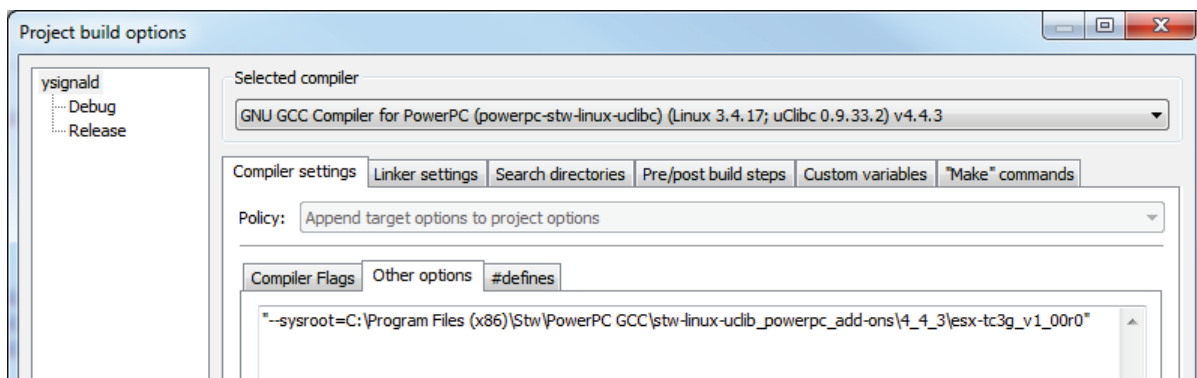 Project build options
ysignald
Debug
Release
Selected compiler
GNU GCC Compiler for PowerPC (powerpc-stw-linux-uclibc) (Linux 3.4.17; uClibc 0.9.33.2) v4.4.3
Compiler settings Linker settings Search directories Pre/post build steps Custom variables "Make" commands
Policy: Append target options to project options
Compiler Flags Other options #defines
"--sysroot=C:\Program Files (x86)\Stw\PowerPC GCC\stw-linux-uclib_powerpc_add-ons\4_4_3\esx-tc3g_v1_00r0"